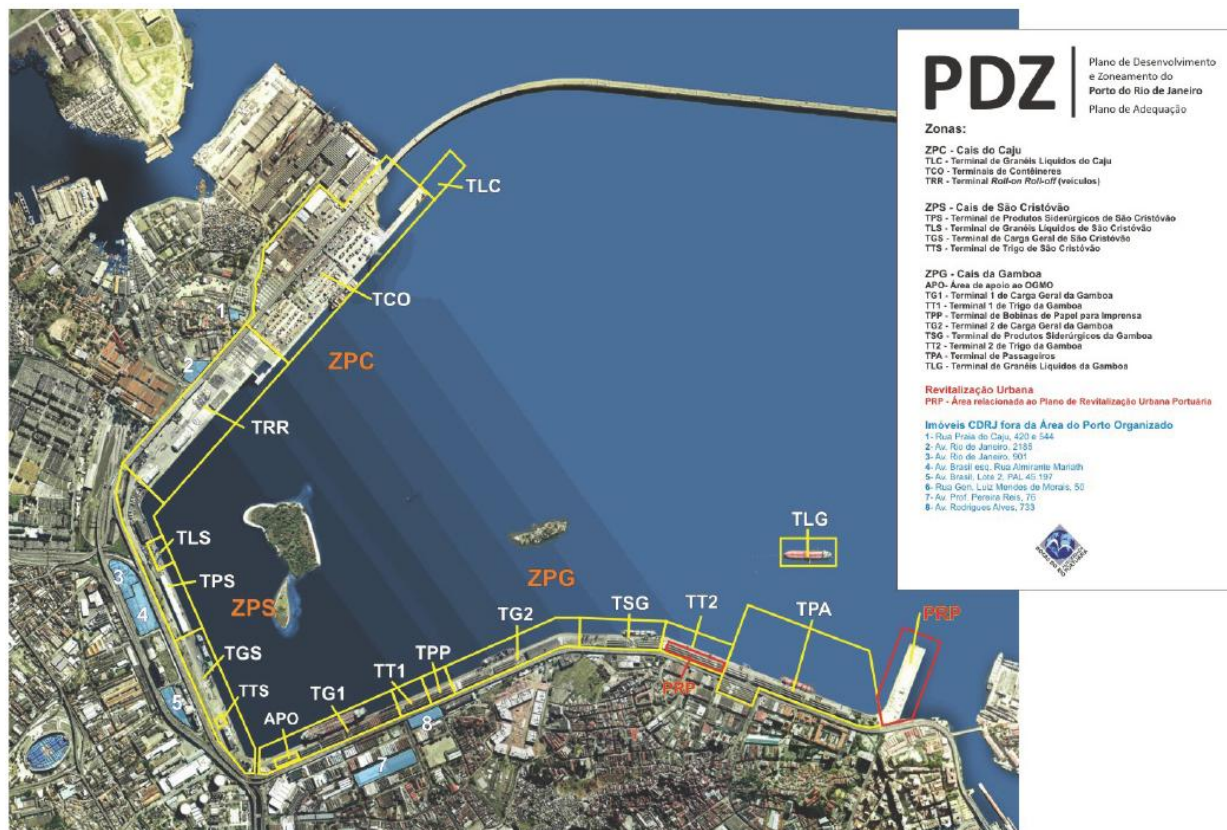 PDZ
Plano de Desenvolvimento
e Zoneamento do
Porto do Rio de Janeiro
Plano de Adequação
Zonas:
ZPC - Cais do Caju
TLC - Terminal de Granéis Líquidos do Caju
TCO - Terminais de Contêineres
TRR - Terminal Roll-on Roll-off (veículos)
ZPS - Cais de São Cristóvão
TPS - Terminal de Produtos Siderúrgicos de São Cristóvão
TLS - Terminal de Granéis Líquidos de São Cristóvão
TGS - Terminal de Carga Geral de São Cristóvão
TTS - Terminal de Trigo de São Cristóvão
ZPG - Cais da Gamboa
APO- Área de apoio ao OGMO
TG1 - Terminal 1 de Carga Geral da Gamboa
TT1 - Terminal 1 de Trigo da Gamboa
TPP - Terminal de Bobinas de Papel para Imprensa
TG2 - Terminal 2 de Carga Geral da Gamboa
TSG - Terminal de Produtos Siderúrgicos da Gamboa
TT2 - Terminal 2 de Trigo da Gamboa
TPA - Terminal de Passageiros
TLG - Terminal de Granéis Líquidos da Gamboa
Revitalização Urbana
PRP - Área relacionada ao Plano de Revitalização Urbana Portuária
Imóveis CDRJ fora da Área do Porto Organizado
1- Rua Praia do Caju, 420 e 544
2- Av. Rio de Janeiro, 2185
3- Av. Rio de Janeiro, 901
4- Av. Brasil esq. Rua Almirante Mariath
5- Av. Brasil, Lote 2, PAL 45.197
6- Rua Gen. Luiz Mendes de Morais, 50
7- Av. Prof. Pereira Reis, 76
8- Av. Rodrigues Alves, 733
TLC
TCO
1
ZPC
2
TRR
TLS
TLG
3
TPS
ZPG
4
ZPS
TG2
TSG
TT2
TPA
PRP
TGS
TT1
TPP
PRP
5
TTS
TG1
8
APO
7